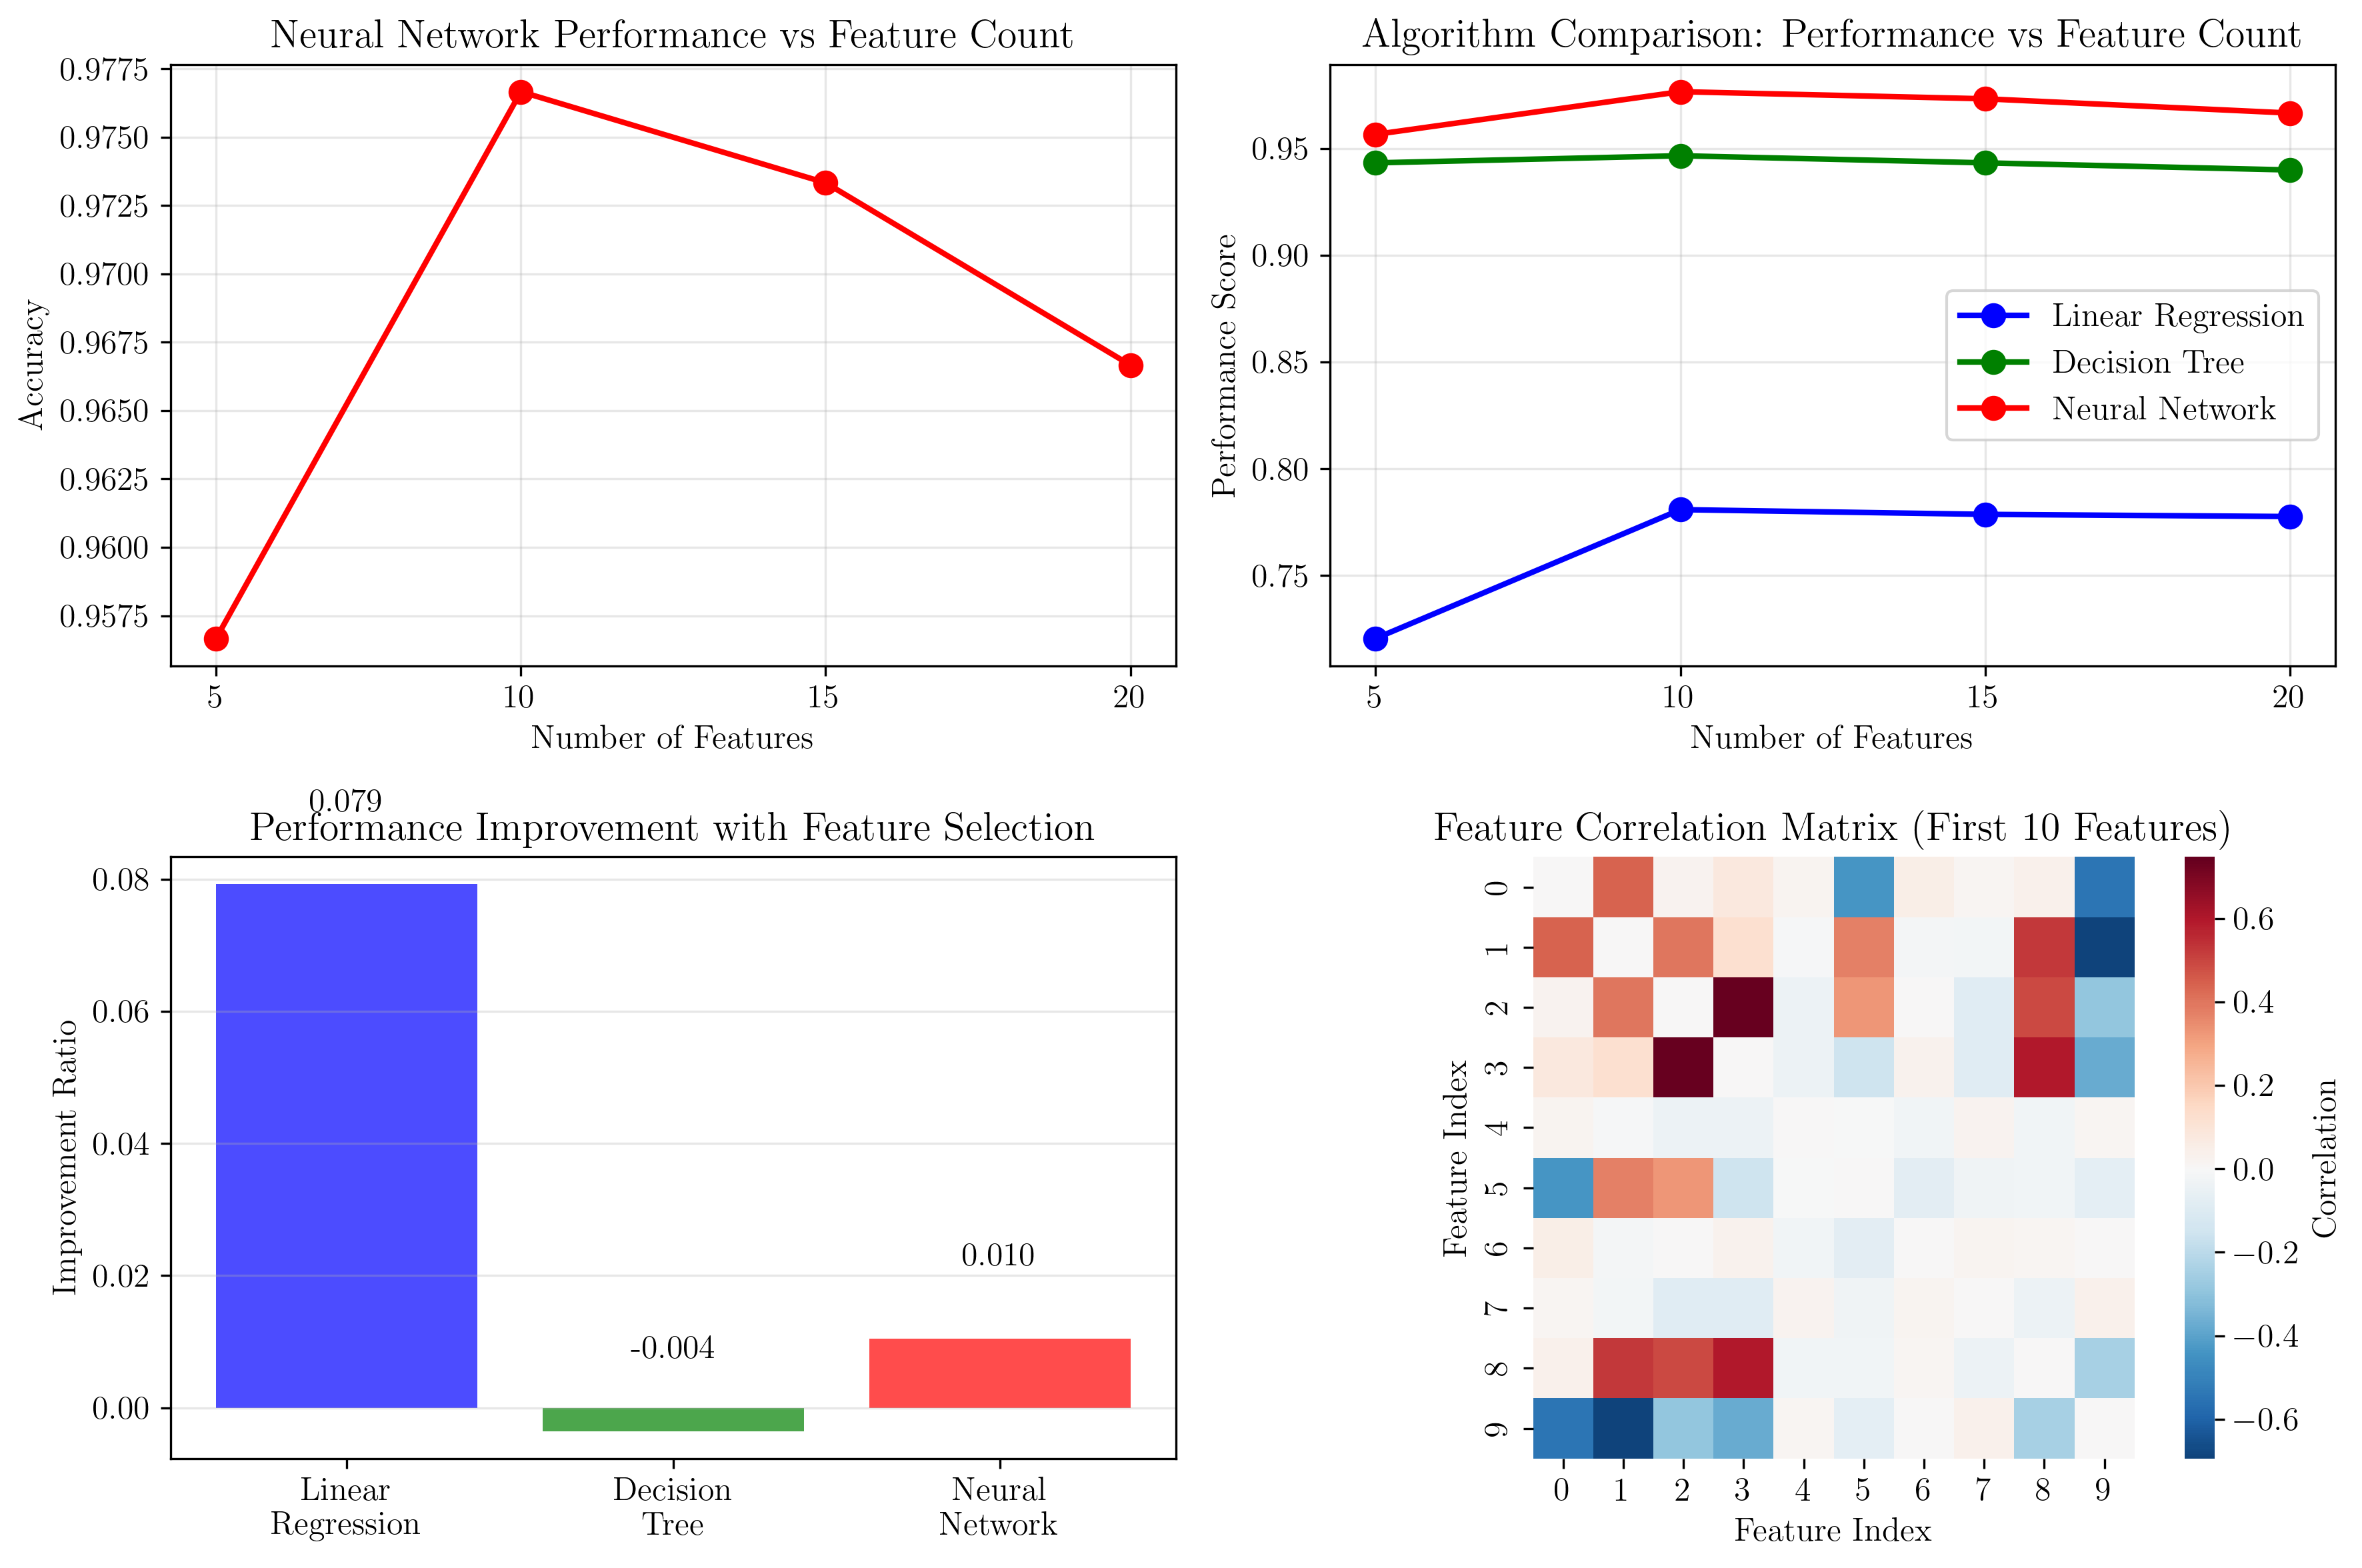 Neural Network Performance vs Feature Count
0.9775
0.9750
0.9725
0.9700
0.9675
0.9650
0.9625
0.9600
0.9575
Accuracy
5 10 15 20
Number of Features
Algorithm Comparison: Performance vs Feature Count
0.95
0.90
0.85
0.80
0.75
Performance Score
Linear Regression
Decision Tree
Neural Network
5 10 15 20
Number of Features
0.079
Performance Improvement with Feature Selection
0.08
0.06
0.04
0.02
0.00
Improvement Ratio
-0.004
0.010
Linear
Regression
Decision
Tree
Neural
Network
Feature Correlation Matrix (First 10 Features)
0
1
2
3
4
5
6
7
8
9
Feature Index
0 1 2 3 4 5 6 7 8 9
Feature Index
0.6
0.4
0.2
0.0
−0.2
−0.4
−0.6
Correlation